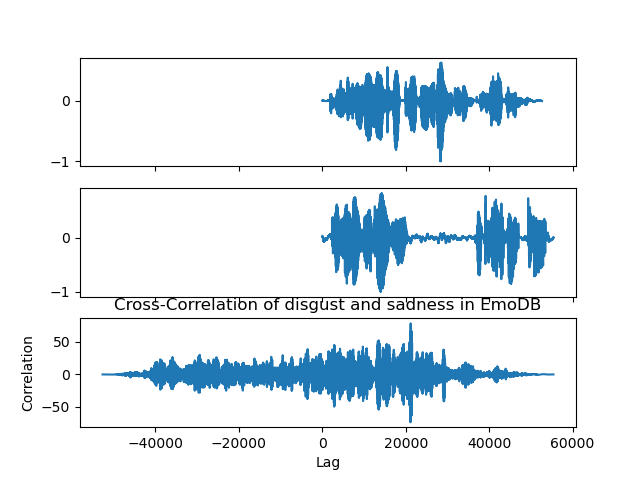 0
−1
0
−1
Cross-Correlation of disgust and sadness in EmoDB
50
0
−50
Correlation
−40000 −20000 0 20000 40000 60000
Lag